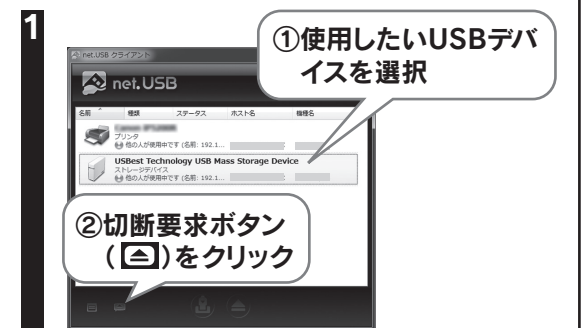 1
①使用したいUSBデバ
イスを選択
net.USB クライアント
net.USB
名前 種類 ステータス ホスト名 機種名
プリンタ
他の人が使用中です (名前: 192.1...
USBest Technology USB Mass Storage Device
ストレージデバイス
他の人が使用中です (名前: 192.1...
②切断要求ボタン
(⏏)をクリック